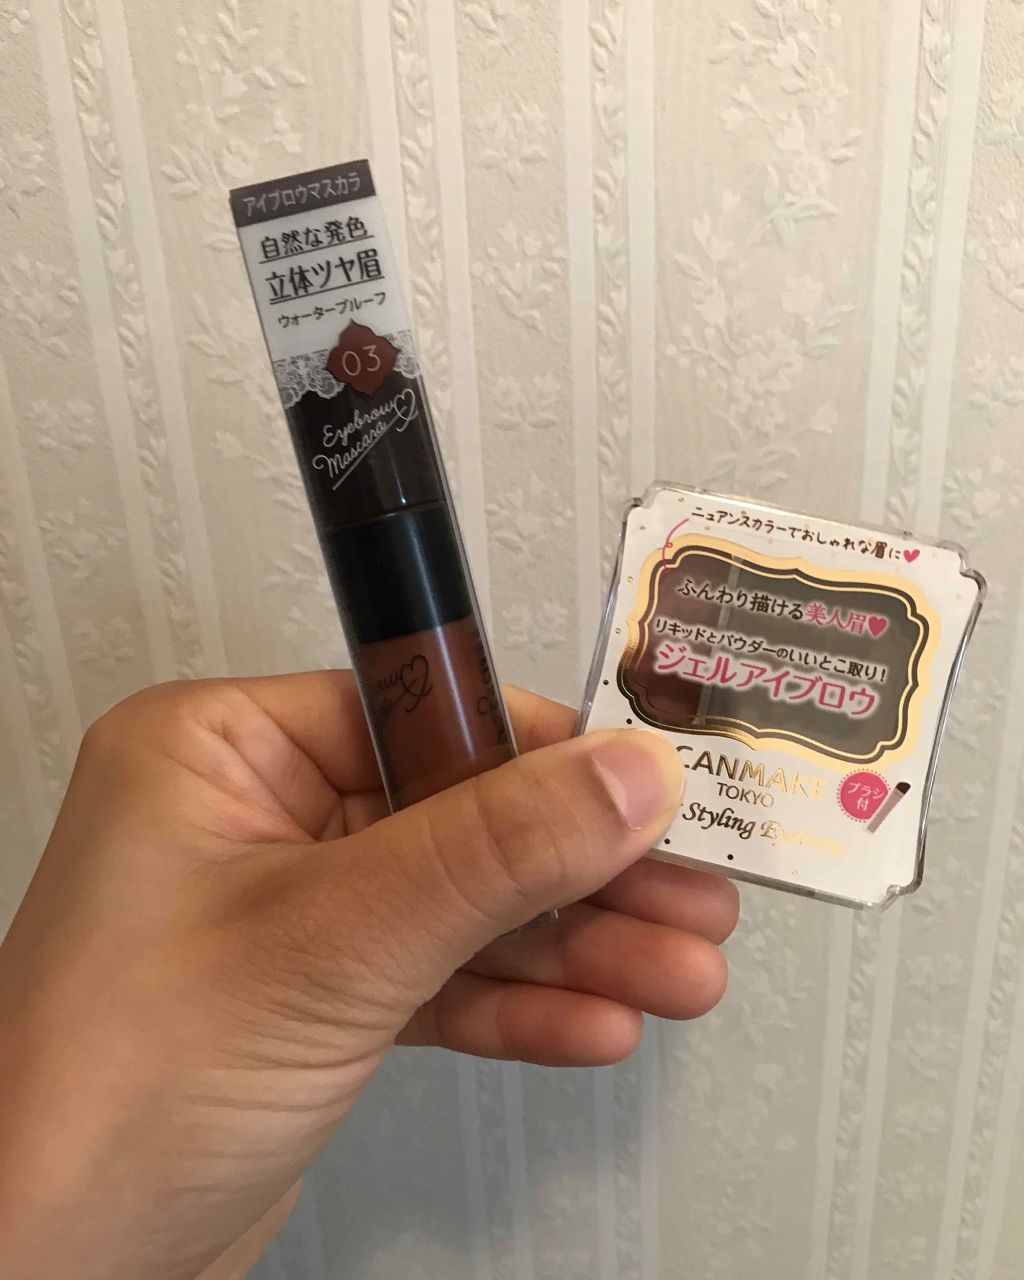 アイブロウマスカラ
自然な発色
立体ツヤ眉
ウォータープルーフ
03
Eyebrow
Mascara
ニュアンスカラーでおしゃれな眉に♥
ふんわり描ける美人眉♥
リキッドとパウダーのいいとこ取り!
ジェルアイブロウ
CANMAKE
TOKYO
Styling Eyebrow
ブラシ
付